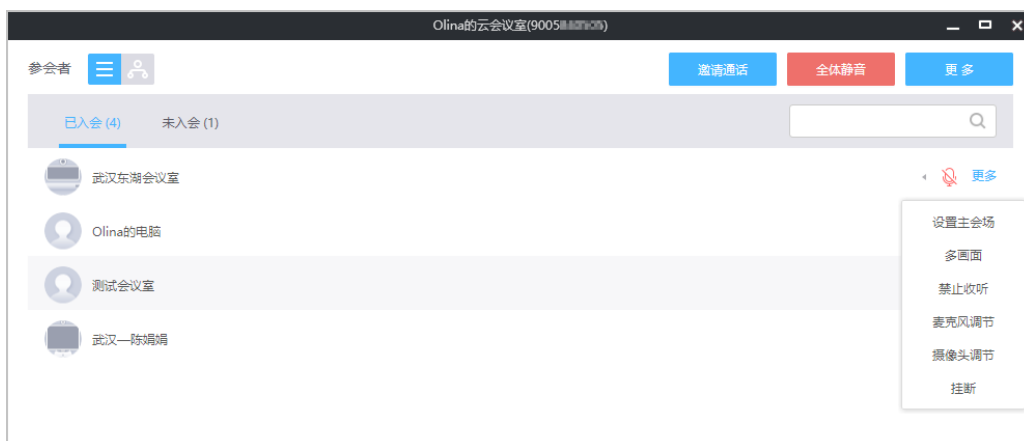 Olina的云会议室(9005)
参会者 邀请通话 全体静音 更多
已入会 (4) 未入会 (1)
武汉东湖会议室 更多
设置主会场
Olina的电脑
多画面
测试会议室
禁止收听
麦克风调节
武汉—陈娟娟
摄像头调节
挂断